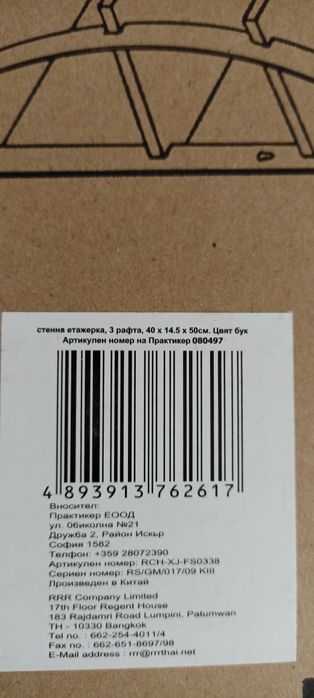 стенна етажерка, 3 рафта, 40 x 14.5 x 50см. Цвят бук
Артикулен номер на Практикер 080497
4 893913 762617
Вносител:
Практикер ЕООД
ул. Обиколна №21
Дружба 2, Район Искър
София 1582
Телефон: +359 28072390
Артикулен номер: RCH-XJ-FS0338
Сериен номер: RS/GM/017/09 KIII
Произведен в Китай
RRR Company Limited
17th Floor Regent House
183 Rajdamri Road Lumpini, Patumwan
TH - 10330 Bangkok
Tel no. : 662-254-4011/4
Fax no. : 662-651-8697/98
E-Mail address : rrr@rrrthai.net